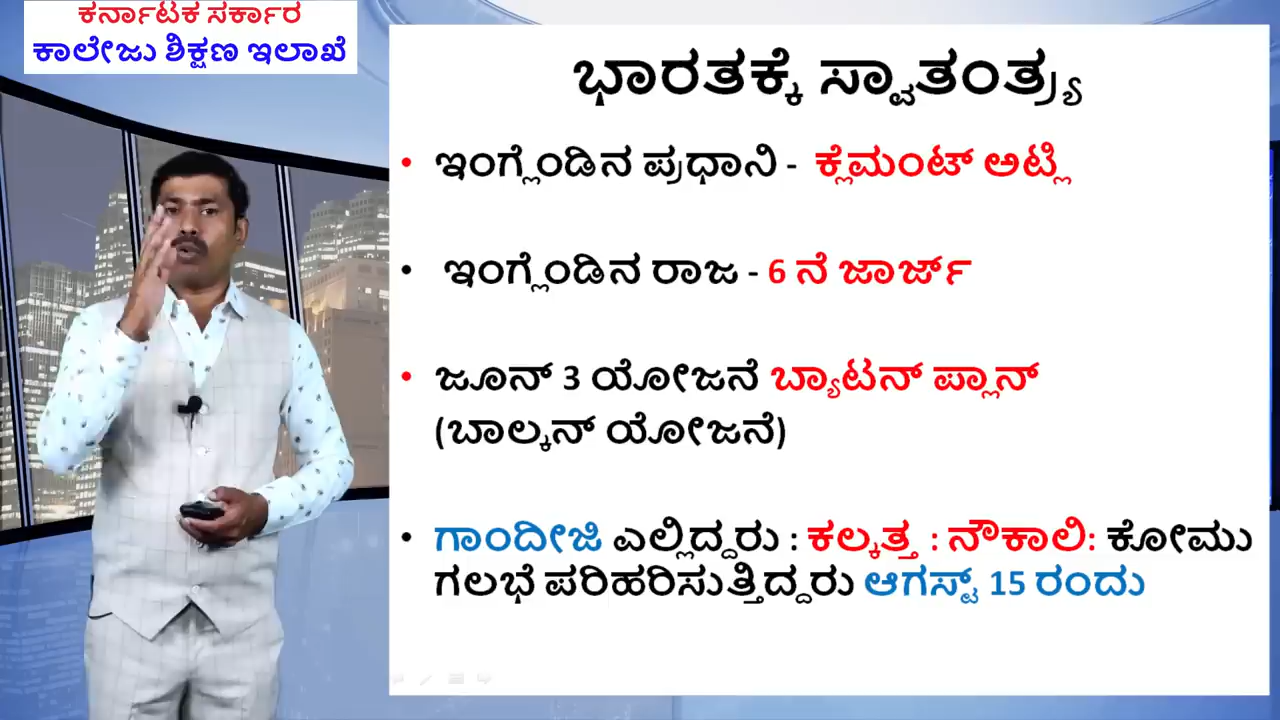 ಕರ್ನಾಟಕ ಸರ್ಕಾರ
ಕಾಲೇಜು ಶಿಕ್ಷಣ ಇಲಾಖೆ
ಭಾರತಕ್ಕೆ ಸ್ವಾತಂತ್ರ್ಯ
• ಇಂಗ್ಲೆಂಡಿನ ಪ್ರಧಾನಿ - ಕ್ಲೆಮಂಟ್ ಅಟ್ಲಿ
• ಇಂಗ್ಲೆಂಡಿನ ರಾಜ - 6 ನೆ ಜಾರ್ಜ್
• ಜೂನ್ 3 ಯೋಜನೆ ಬ್ಯಾಟನ್ ಪ್ಲಾನ್
(ಬಾಲ್ಕನ್ ಯೋಜನೆ)
• ಗಾಂದೀಜಿ ಎಲ್ಲಿದ್ದರು : ಕಲ್ಕತ್ತ : ನೌಕಾಲಿ: ಕೋಮು
ಗಲಭೆ ಪರಿಹರಿಸುತ್ತಿದ್ದರು ಆಗಸ್ಟ್ 15 ರಂದು